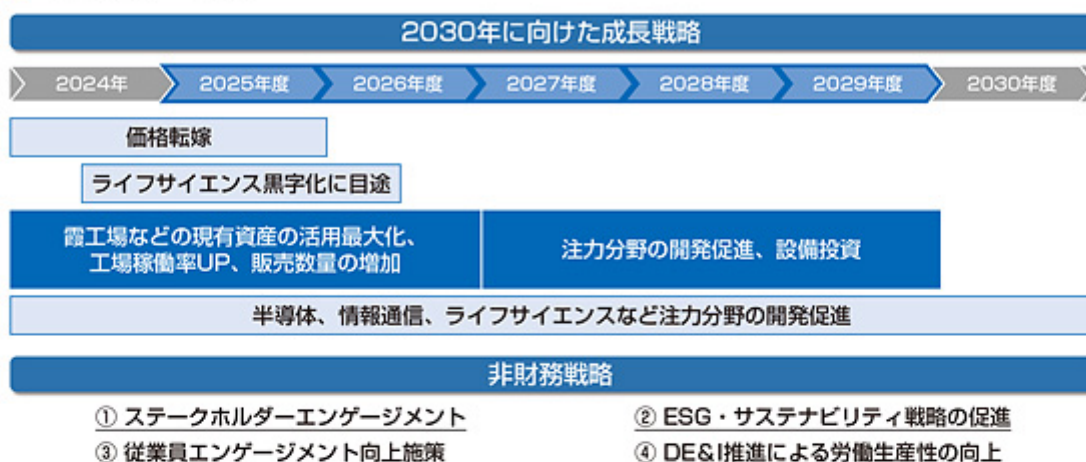 2030年に向けた成長戦略
2024年
2025年度
2026年度
2027年度
2028年度
2029年度
2030年度
価格転嫁
ライフサイエンス黒字化に目途
霞工場などの現有資産の活用最大化、
工場稼働率UP、販売数量の増加
注力分野の開発促進、設備投資
半導体、情報通信、ライフサイエンスなど注力分野の開発促進
非財務戦略
① ステークホルダーエンゲージメント
② ESG・サステナビリティ戦略の促進
③ 従業員エンゲージメント向上施策
④ DE&I推進による労働生産性の向上